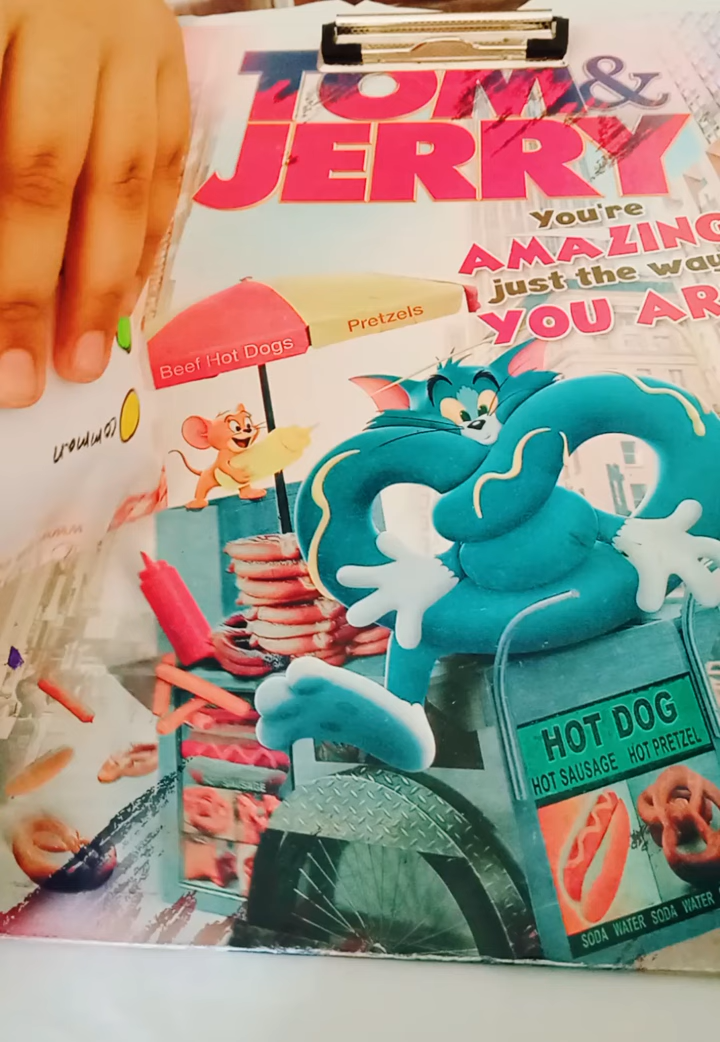 TOM &
JERRY
You're
AMAZING
just the way
YOU AR
Beef Hot Dogs
Pretzels
common
HOT DOG
HOT SAUSAGE HOT PRETZEL
SODA WATER SODA WATER